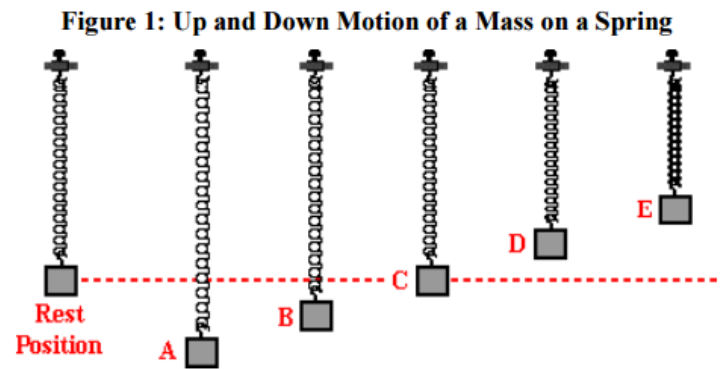 Figure 1: Up and Down Motion of a Mass on a Spring
E
D
C
Rest
Position
B
A